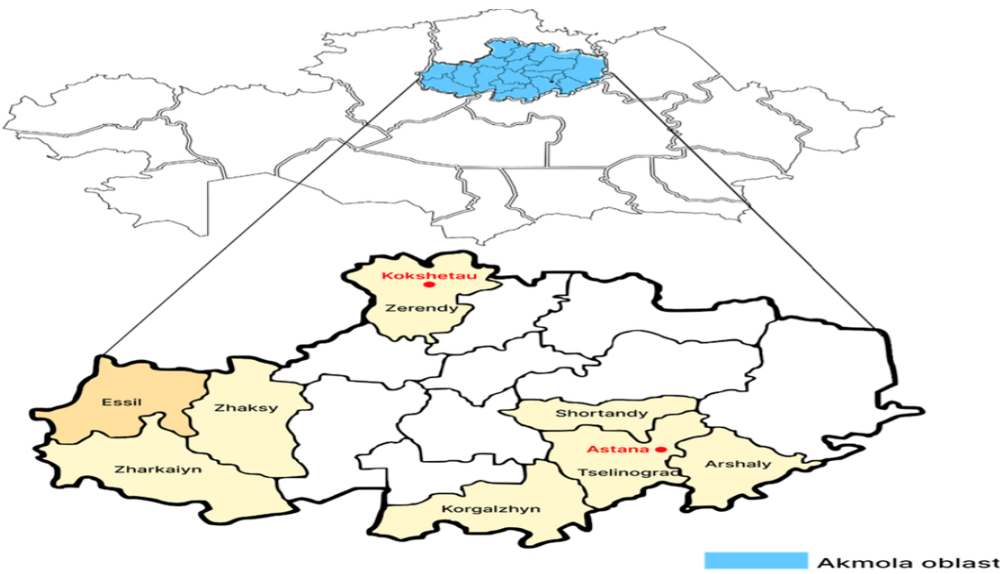 Kokshetau
Zerendy
Essil
Zhaksy
Shortandy
Astana
Zharkaiyn
Tselinograd
Arshaly
Korgalzhyn
Akmola oblast